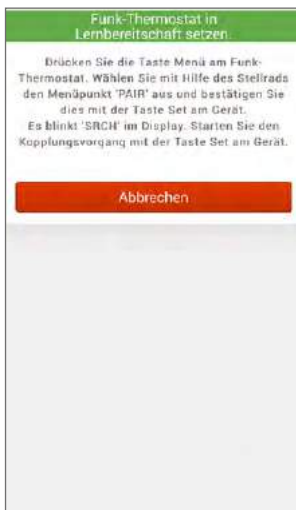 Funk-Thermostat in
Lernbereitschaft setzen.
Drücken Sie die Taste Menü am Funk-
Thermostat. Wählen Sie mit Hilfe des Stellrads
den Menüpunkt 'PAIR' aus und bestätigen Sie
dies mit der Taste Set am Gerät.
Es blinkt 'SRCH' im Display. Starten Sie den
Kopplungsvorgang mit der Taste Set am Gerät.
Abbrechen